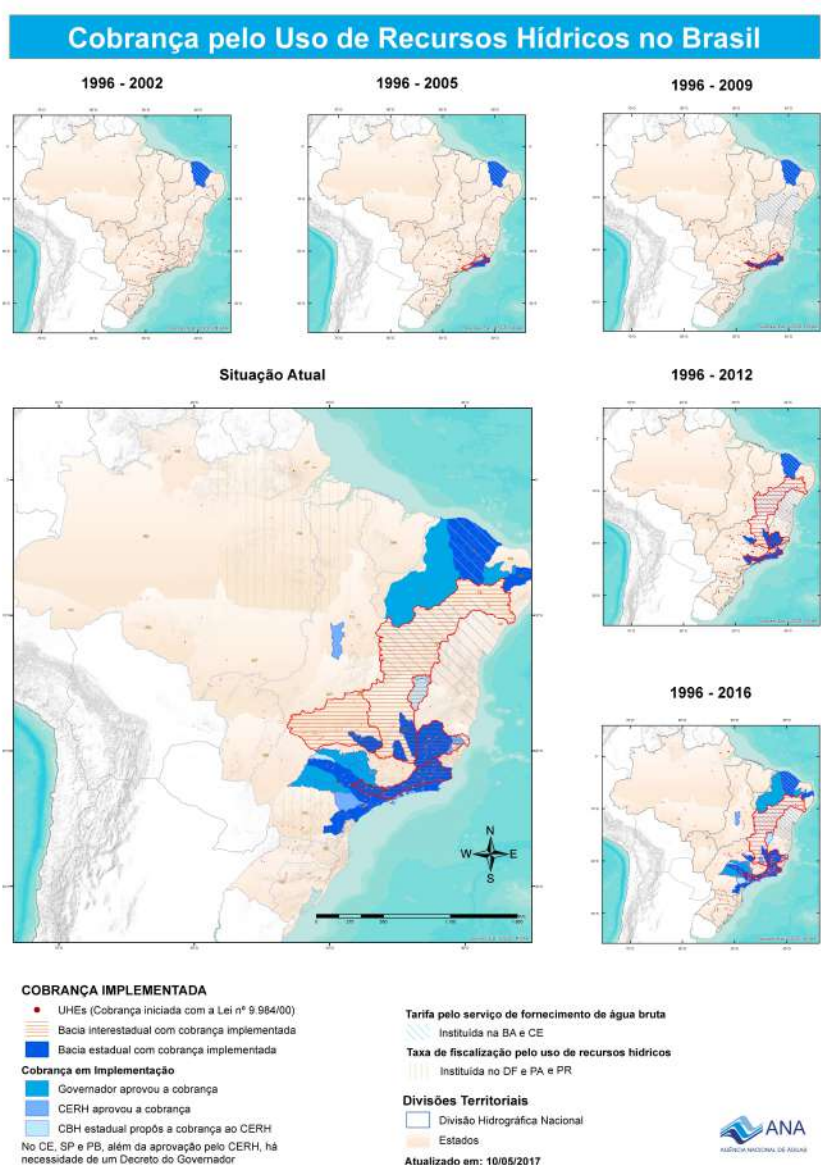 Cobrança pelo Uso de Recursos Hídricos no Brasil
1996 - 2002
1996 - 2005
1996 - 2009
Situação Atual
1996 - 2012
1996 - 2016
N
W
E
S
COBRANÇA IMPLEMENTADA
UHEs (Cobrança iniciada com a Lei nº 9.984/00)
Bacia interestadual com cobrança implementada
Bacia estadual com cobrança implementada
Cobrança em Implementação
Governador aprovou a cobrança
CERH aprovou a cobrança
CBH estadual propôs a cobrança ao CERH
No CE, SP e PB, além da aprovação pelo CERH, há
necessidade de um Decreto do Governador
Tarifa pelo serviço de fornecimento de água bruta
Instituída na BA e CE
Taxa de fiscalização pelo uso de recursos hídricos
Instituída no DF e PA e PR
Divisões Territoriais
Divisão Hidrográfica Nacional
Estados
Atualizado em: 10/05/2017
ANA
AGÊNCIA NACIONAL DE ÁGUAS